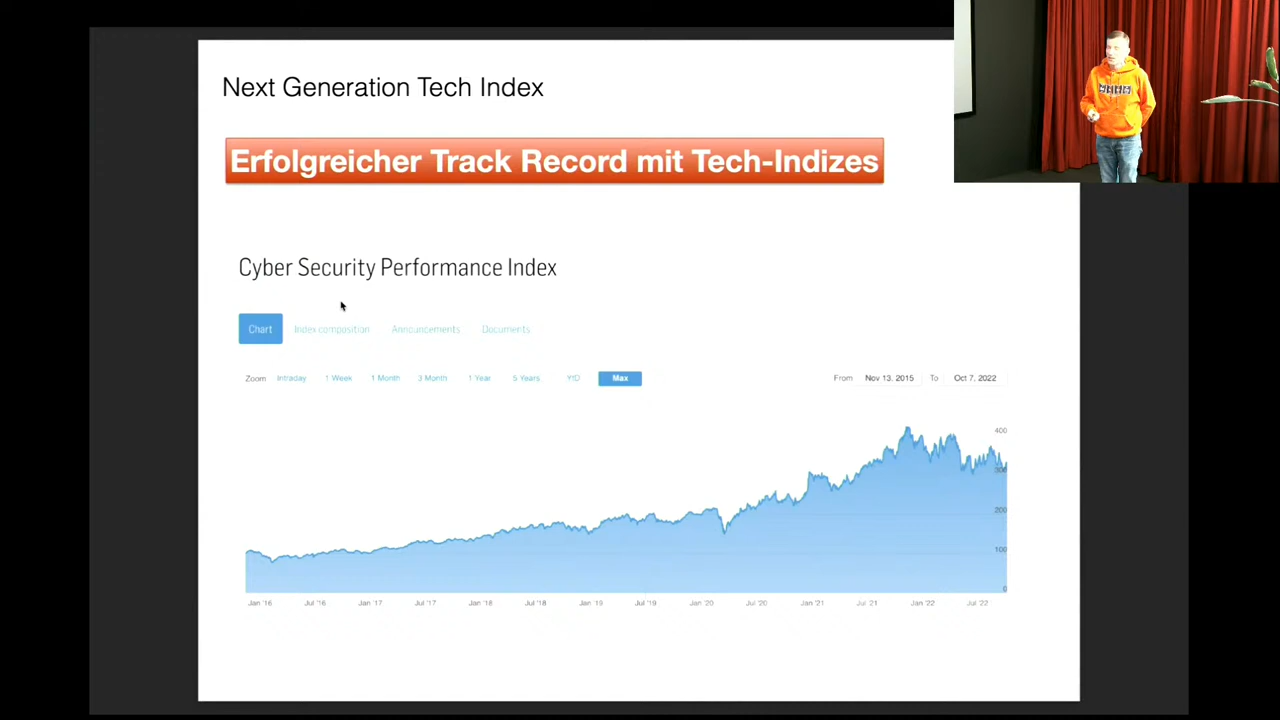 Next Generation Tech Index
Erfolgreicher Track Record mit Tech-Indizes
Cyber Security Performance Index
Chart Index composition Announcements Documents
Zoom Intraday 1 Week 1 Month 3 Month 1 Year 5 Years YtD Max From Nov 13, 2015 To Oct 7, 2022
400
300
200
100
0
Jan '16 Jul '16 Jan '17 Jul '17 Jan '18 Jul '18 Jan '19 Jul '19 Jan '20 Jul '20 Jan '21 Jul '21 Jan '22 Jul '22